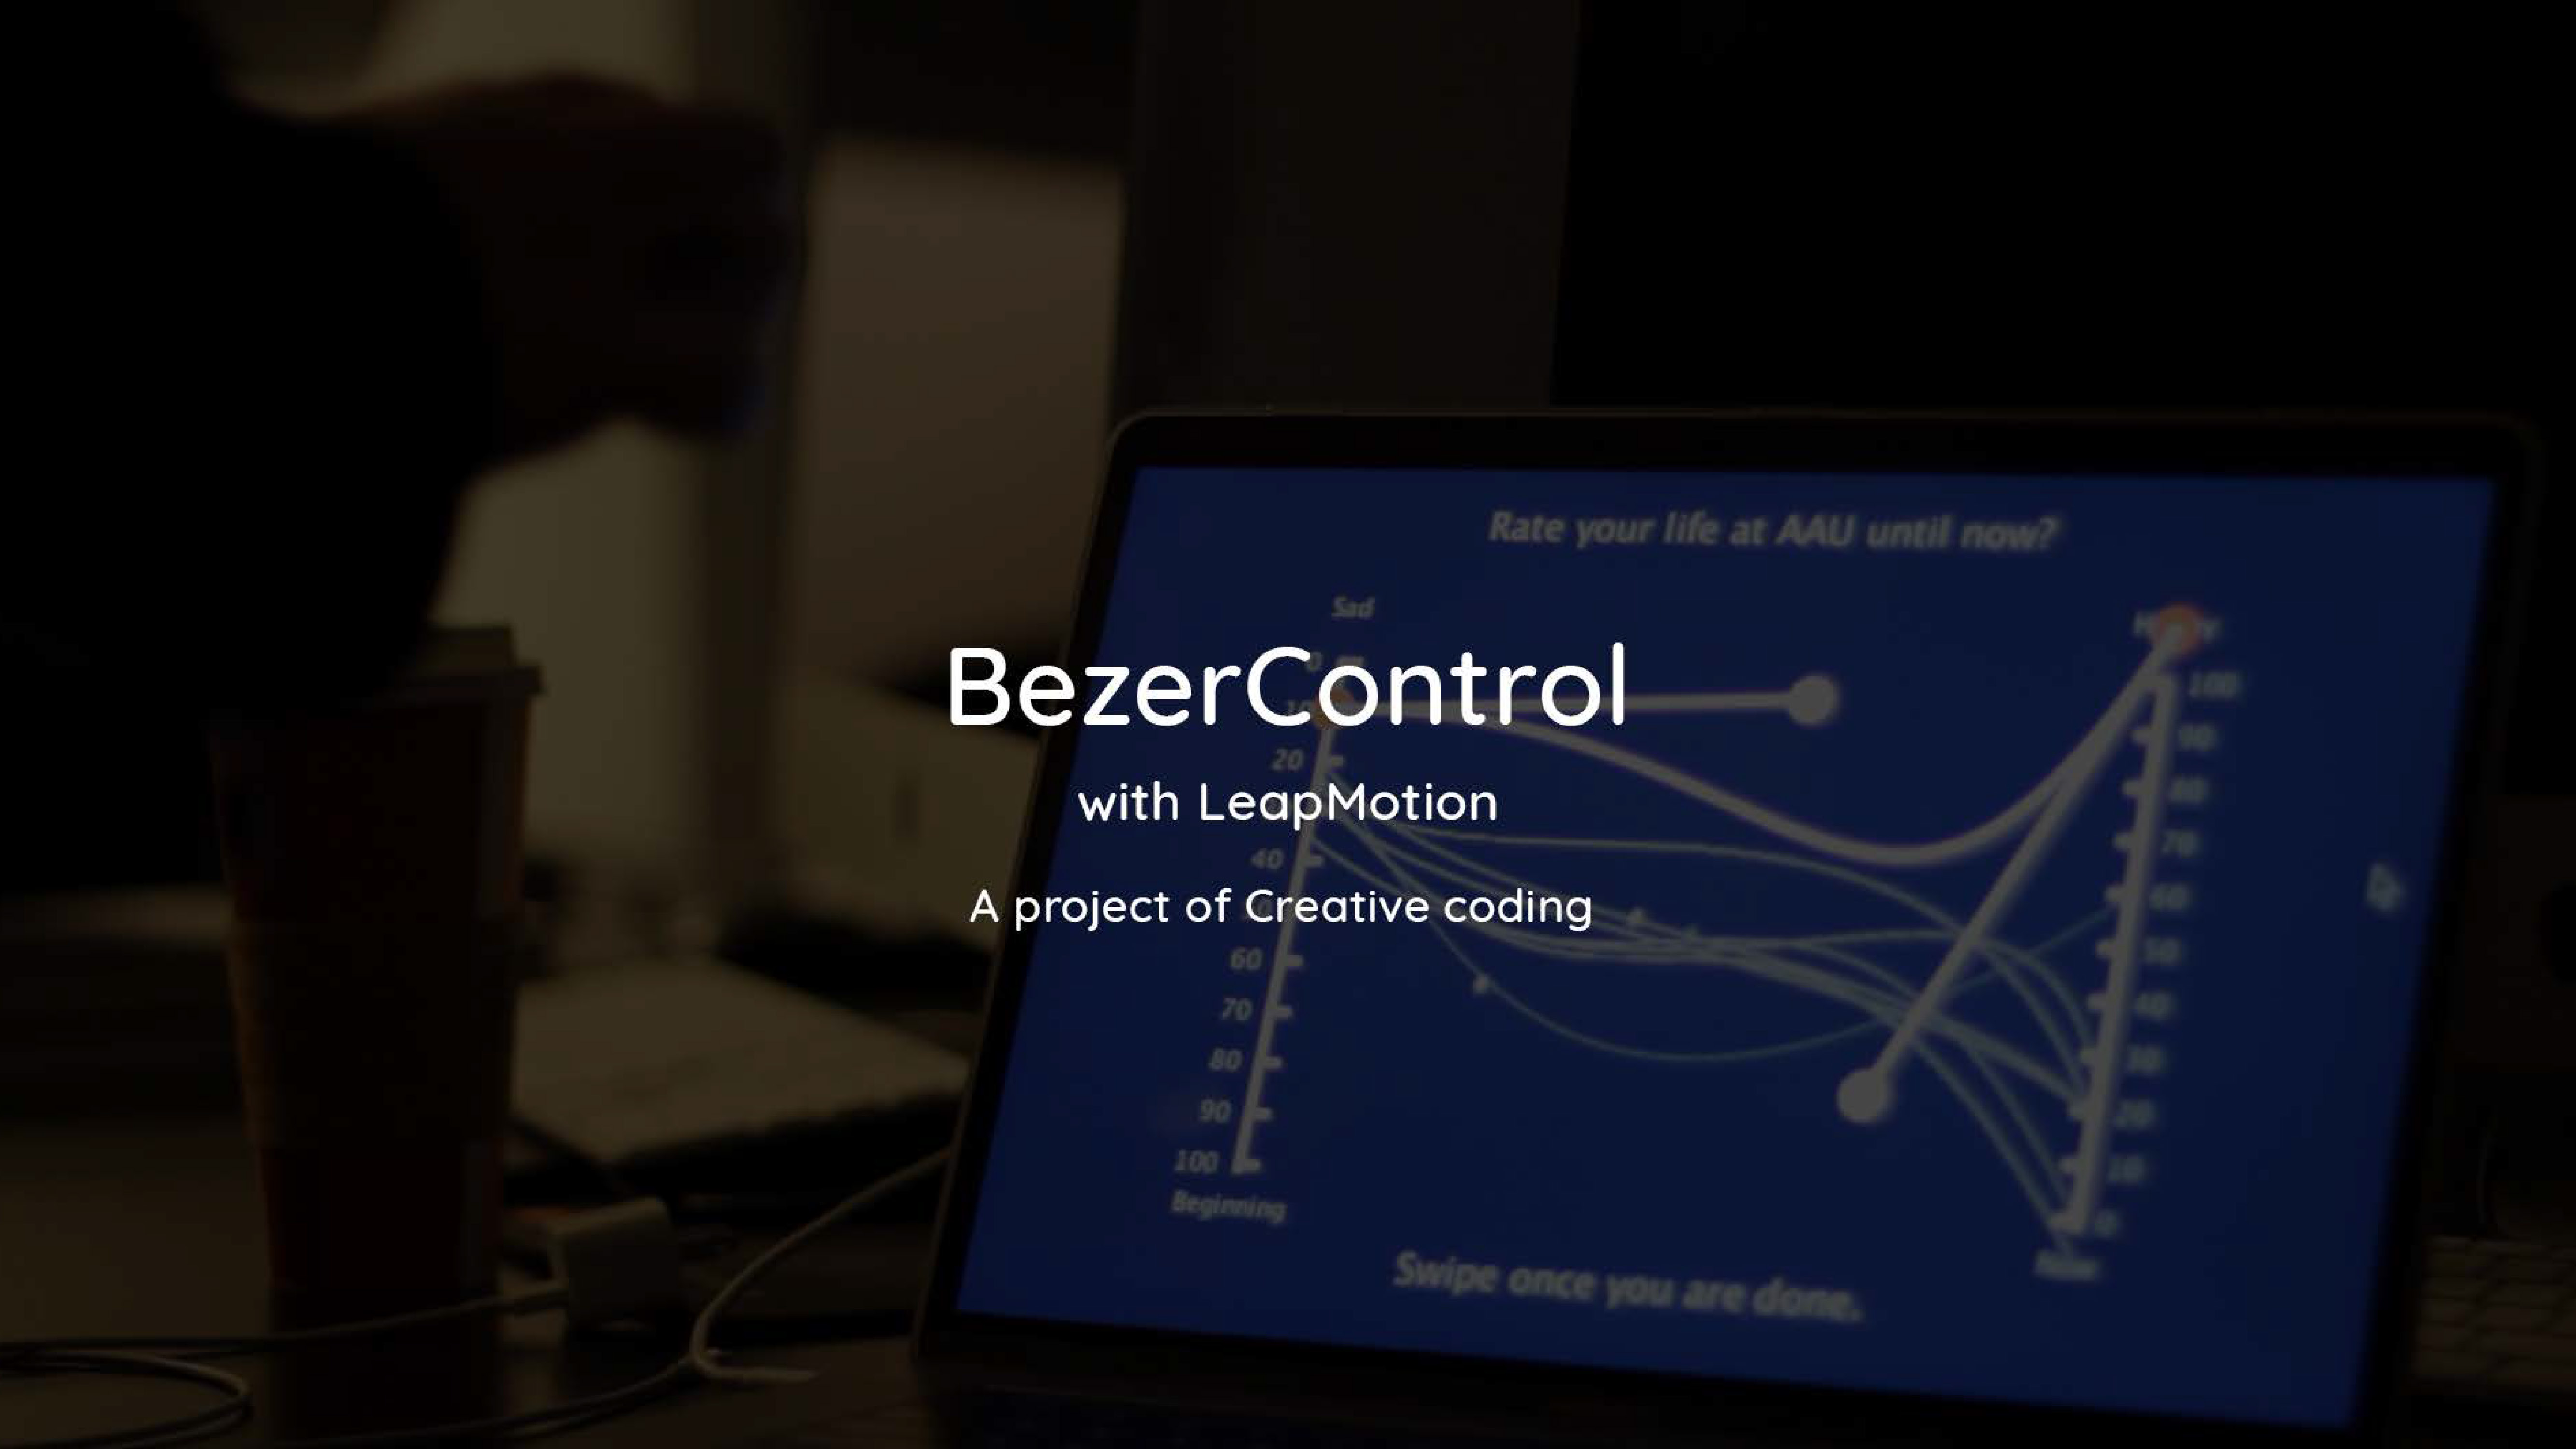 Rate your life at AAU until now?
Sad
BezerControl
20
100
90
80
with LeapMotion
70
40
60
A project of Creative coding
50
60
40
70
30
80
20
90
10
100
0
Beginning
Now
Swipe once you are done.